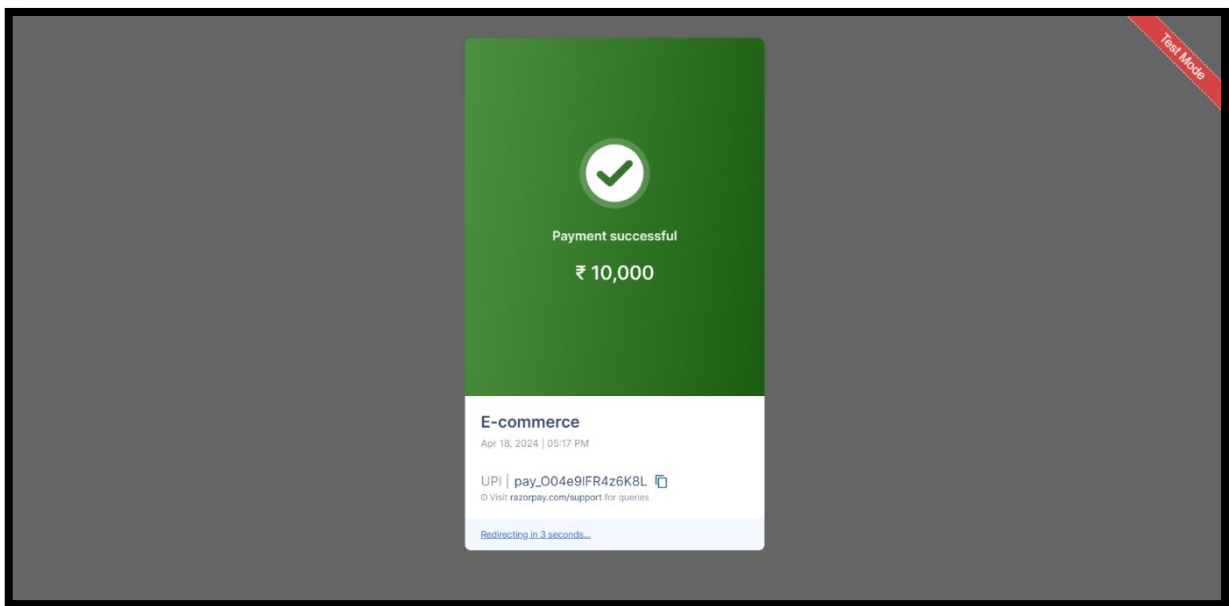 Test Mode
Payment successful
₹ 10,000
E-commerce
Apr 18, 2024 | 05:17 PM
UPI | pay_O04e9IFR4z6K8L
Visit razorpay.com/support for queries
Redirecting in 3 seconds...